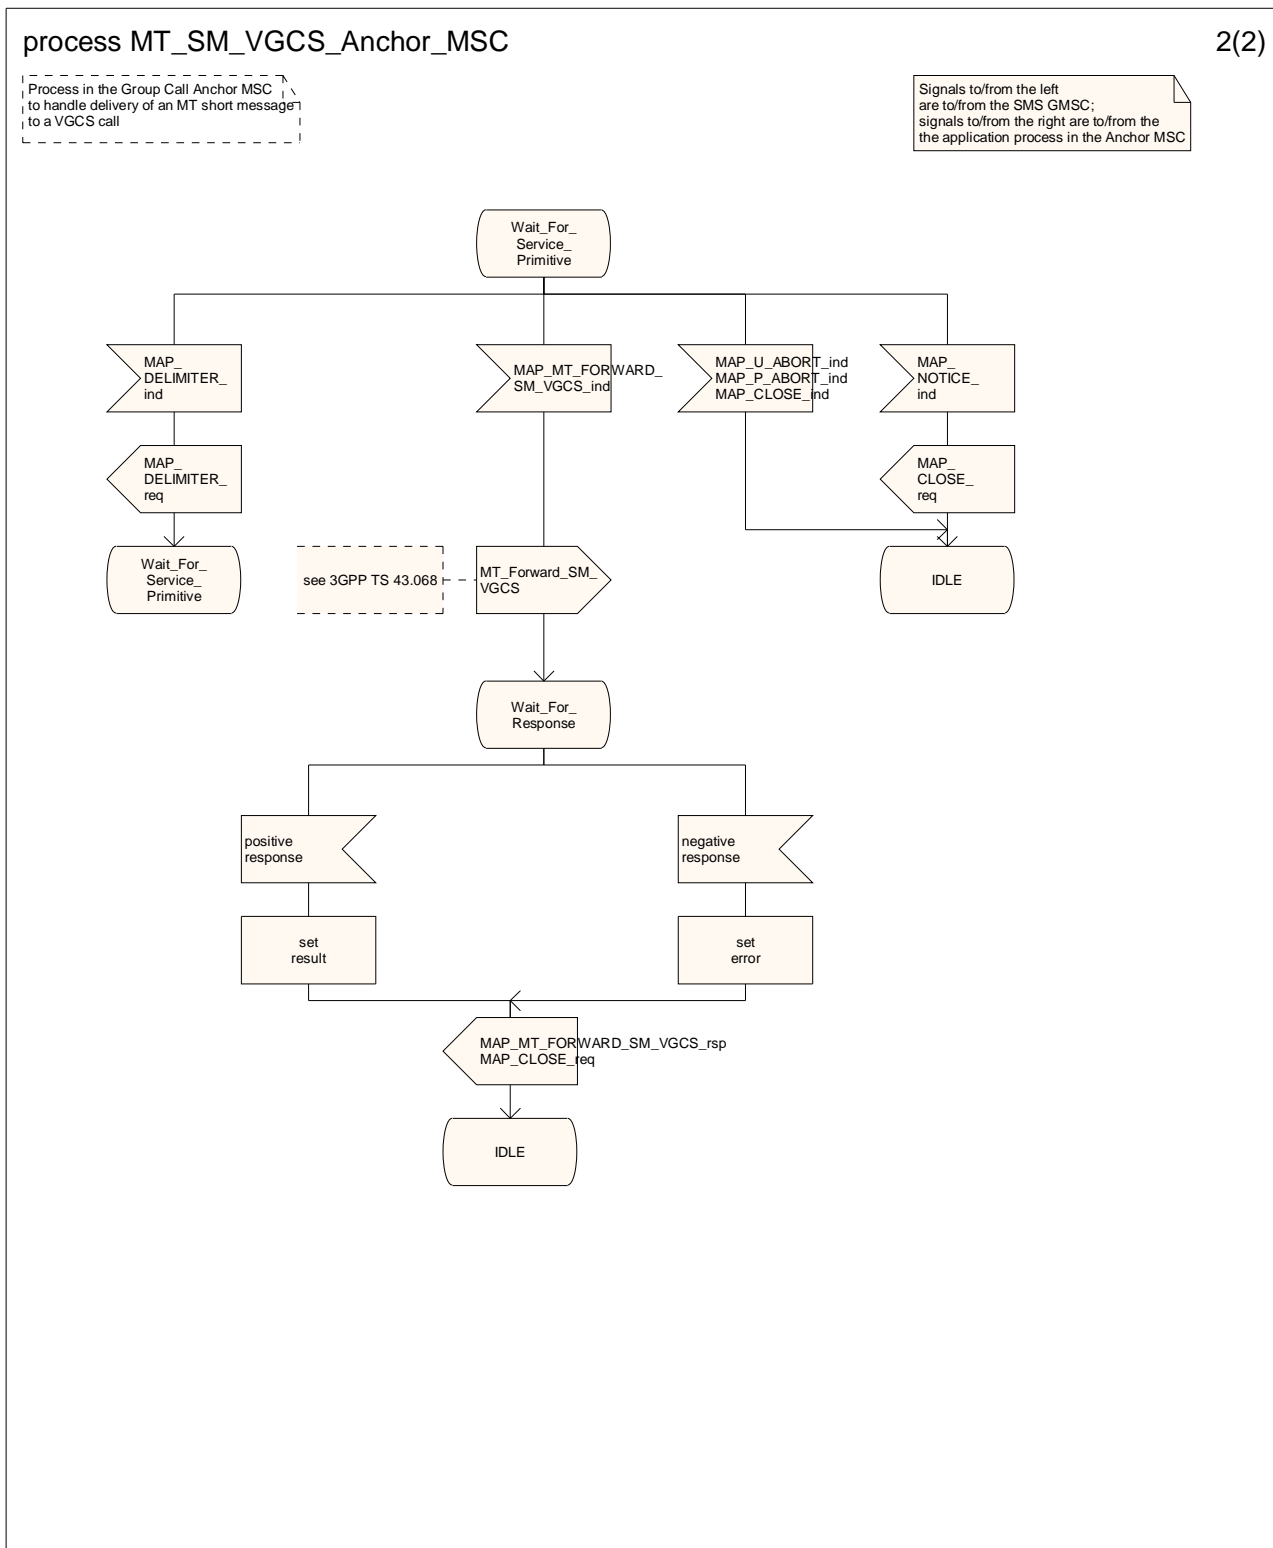 process MT_SM_VGCS_Anchor_MSC
2(2)
Process in the Group Call Anchor MSC
to handle delivery of an MT short message
to a VGCS call
Signals to/from the left
are to/from the SMS GMSC;
signals to/from the right are to/from the
the application process in the Anchor MSC
Wait_For_
Service_
Primitive
MAP_
DELIMITER_
ind
MAP_MT_FORWARD_
SM_VGCS_ind
MAP_U_ABORT_ind
MAP_P_ABORT_ind
MAP_CLOSE_ind
MAP_
NOTICE_
ind
MAP_
DELIMITER_
req
MAP_
CLOSE_
req
Wait_For_
Service_
Primitive
see 3GPP TS 43.068
MT_Forward_SM_
VGCS
IDLE
Wait_For_
Response
positive
response
negative
response
set
result
set
error
MAP_MT_FORWARD_SM_VGCS_rsp
MAP_CLOSE_req
IDLE